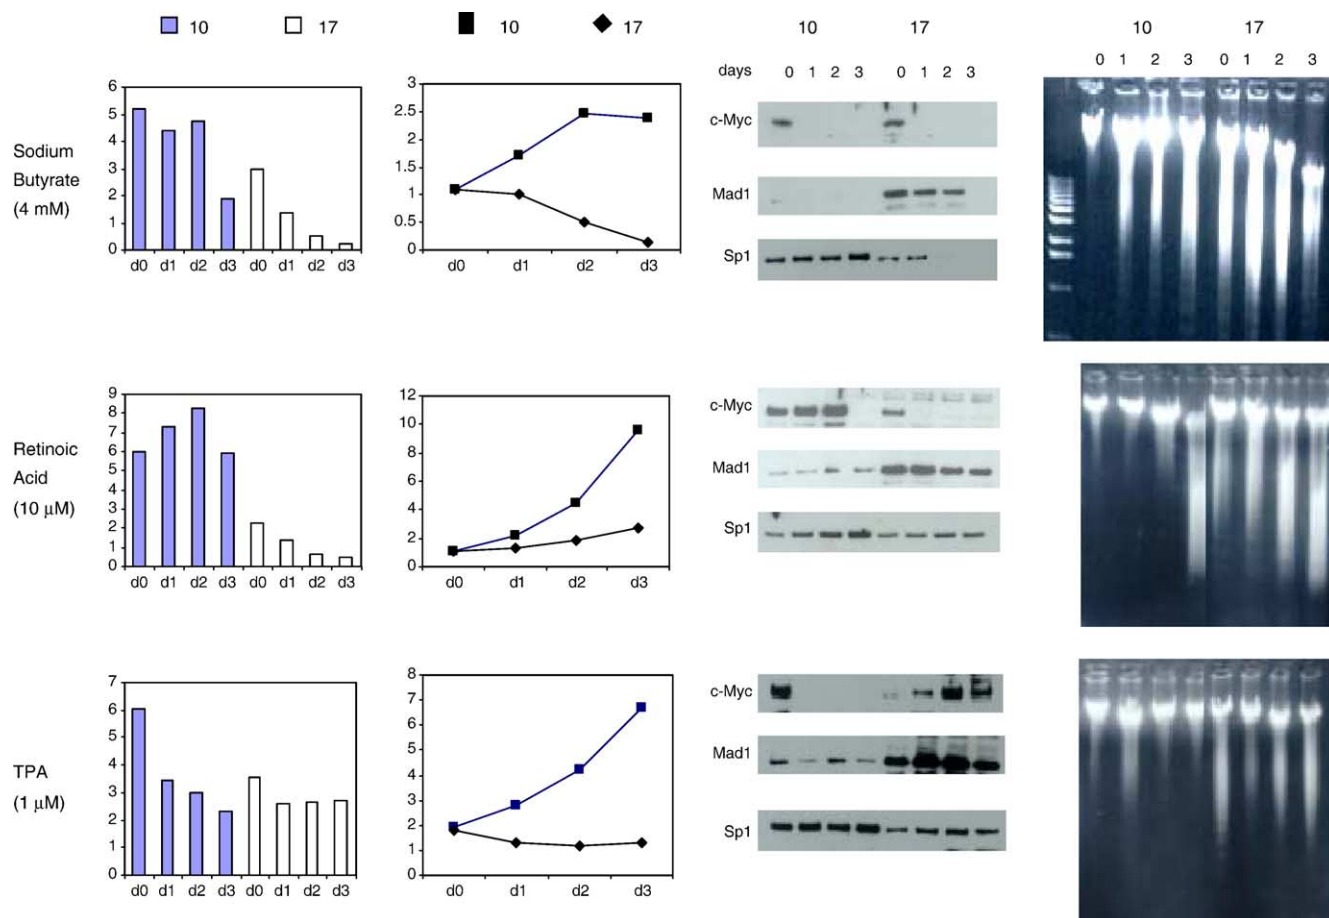 10 17 10 17 10 17 10 17
days 0 1 2 3 0 1 2 3
0 1 2 3 0 1 2 3
Sodium
Butyrate
(4 mM)
6
5
4
3
2
1
0
d0 d1 d2 d3 d0 d1 d2 d3
3
2.5
2
1.5
1
0.5
0
d0 d1 d2 d3
c-Myc
Mad1
Sp1
Retinoic
Acid
(10 μM)
9
8
7
6
5
4
3
2
1
0
d0 d1 d2 d3 d0 d1 d2 d3
12
10
8
6
4
2
0
d0 d1 d2 d3
c-Myc
Mad1
Sp1
TPA
(1 μM)
7
6
5
4
3
2
1
0
d0 d1 d2 d3 d0 d1 d2 d3
8
7
6
5
4
3
2
1
0
d0 d1 d2 d3
c-Myc
Mad1
Sp1